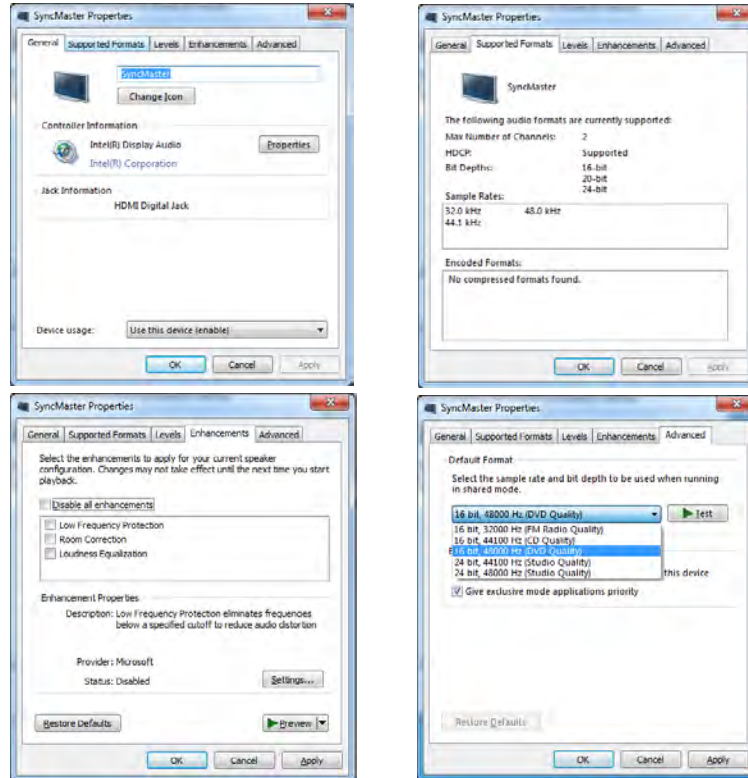 SyncMaster Properties
General Supported Formats Levels Enhancements Advanced
SyncMaster
Change Icon
Controller Information
Intel(R) Display Audio
Properties
Intel(R) Corporation
Jack Information
HDMI Digital Jack
Device usage: Use this device (enable)
OK Cancel Apply
SyncMaster Properties
General Supported Formats Levels Enhancements Advanced
SyncMaster
The following audio formats are currently supported:
Max Number of Channels: 2
HDCP: Supported
Bit Depths: 16-bit
20-bit
24-bit
Sample Rates:
32.0 kHz 48.0 kHz
44.1 kHz
Encoded Formats:
No compressed formats found.
OK Cancel Apply
SyncMaster Properties
General Supported Formats Levels Enhancements Advanced
Select the enhancements to apply for your current speaker
configuration. Changes may not take effect until the next time you start
playback.
Disable all enhancements
Low Frequency Protection
Room Correction
Loudness Equalization
Enhancement Properties
Description: Low Frequency Protection eliminates frequencies
below a specified cutoff to reduce audio distortion
Provider: Microsoft
Status: Disabled
Settings...
Restore Defaults Preview
OK Cancel Apply
SyncMaster Properties
General Supported Formats Levels Enhancements Advanced
Default Format
Select the sample rate and bit depth to be used when running
in shared mode.
16 bit, 48000 Hz (DVD Quality) Test
16 bit, 32000 Hz (FM Radio Quality)
16 bit, 44100 Hz (CD Quality)
16 bit, 48000 Hz (DVD Quality)
24 bit, 44100 Hz (Studio Quality)
24 bit, 48000 Hz (Studio Quality) this device
Give exclusive mode applications priority
Restore Defaults
OK Cancel Apply